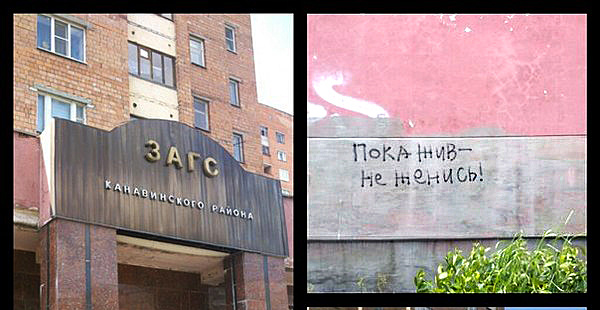 ЗАГС
КАНАВИНСКОГО РАЙОНА
ПОКА ЖИВ–
НЕ ЖЕНИСЬ!